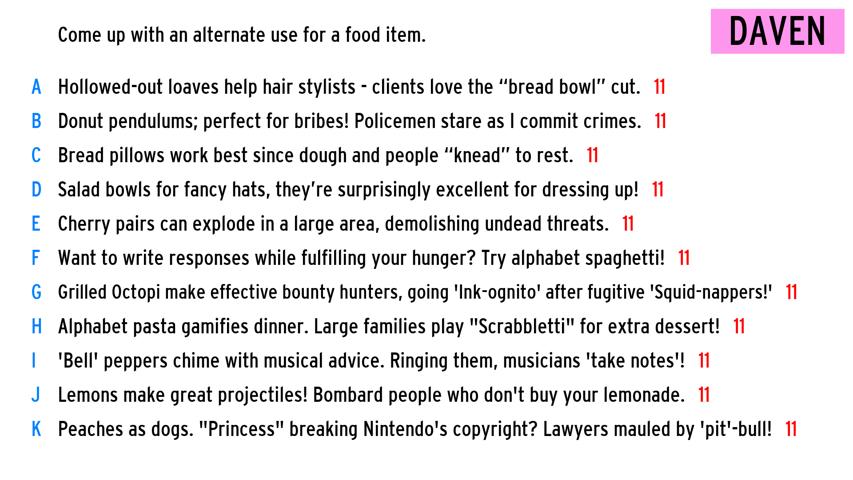 Come up with an alternate use for a food item.
DAVEN
A Hollowed-out loaves help hair stylists - clients love the “bread bowl” cut. 11
B Donut pendulums; perfect for bribes! Policemen stare as I commit crimes. 11
C Bread pillows work best since dough and people “knead” to rest. 11
D Salad bowls for fancy hats, they’re surprisingly excellent for dressing up! 11
E Cherry pairs can explode in a large area, demolishing undead threats. 11
F Want to write responses while fulfilling your hunger? Try alphabet spaghetti! 11
G Grilled Octopi make effective bounty hunters, going 'Ink-ognito' after fugitive 'Squid-nappers!' 11
H Alphabet pasta gamifies dinner. Large families play "Scrabbletti" for extra dessert! 11
I 'Bell' peppers chime with musical advice. Ringing them, musicians 'take notes'! 11
J Lemons make great projectiles! Bombard people who don't buy your lemonade. 11
K Peaches as dogs. "Princess" breaking Nintendo's copyright? Lawyers mauled by 'pit'-bull! 11